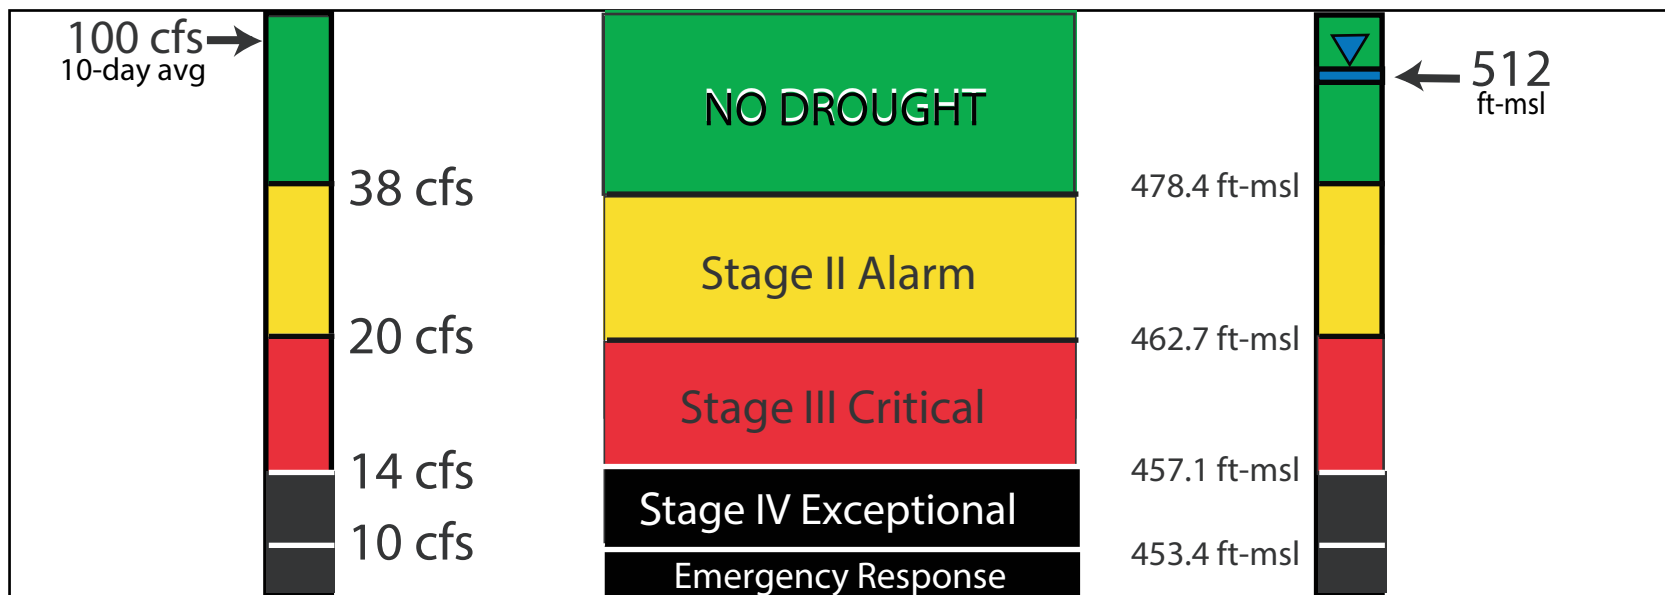 100 cfs
10-day avg
38 cfs
20 cfs
14 cfs
10 cfs
NO DROUGHT
Stage II Alarm
Stage III Critical
Stage IV Exceptional
Emergency Response
478.4 ft-msl
462.7 ft-msl
457.1 ft-msl
453.4 ft-msl
512
ft-msl